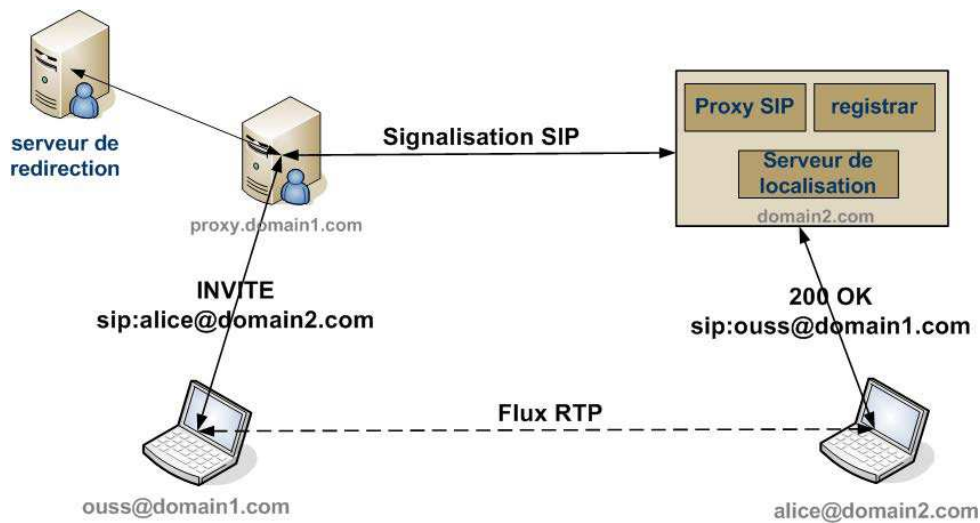 serveur de
redirection
Signalisation SIP
Proxy SIP
registrar
Serveur de
localisation
domain2.com
proxy.domain1.com
INVITE
sip:alice@domain2.com
200 OK
sip:ouss@domain1.com
Flux RTP
ouss@domain1.com
alice@domain2.com